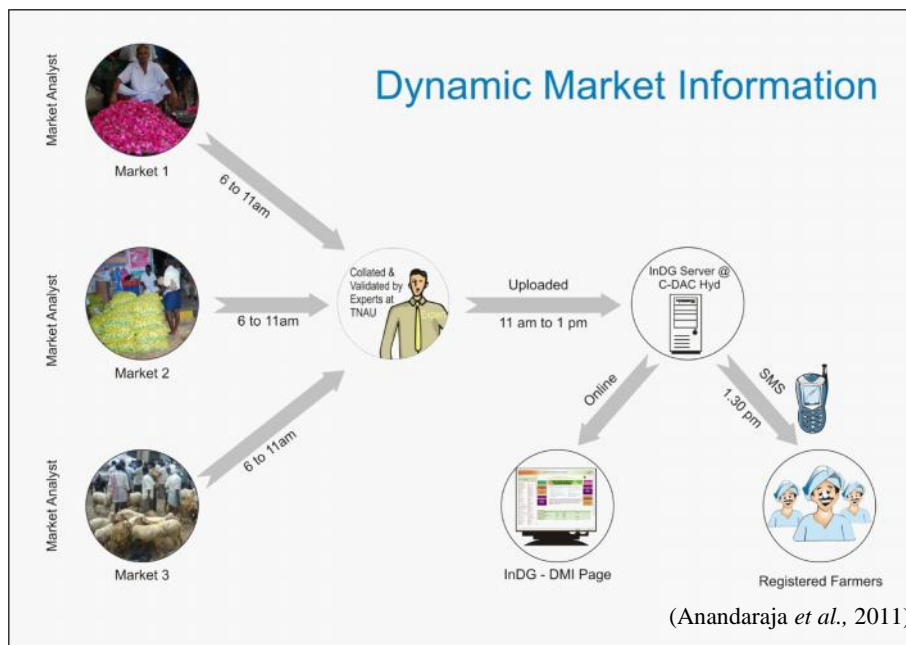 Dynamic Market Information
Market Analyst
Market 1
6 to 11am
Market Analyst
Market 2
6 to 11am
Market Analyst
Market 3
6 to 11am
Collated &
Validated by
Experts at
TNAU
Expert
Uploaded
11 am to 1 pm
InDG Server @
C-DAC Hyd
Online
SMS
1.30 pm
InDG - DMI Page
Registered Farmers
(Anandaraja et al., 2011)